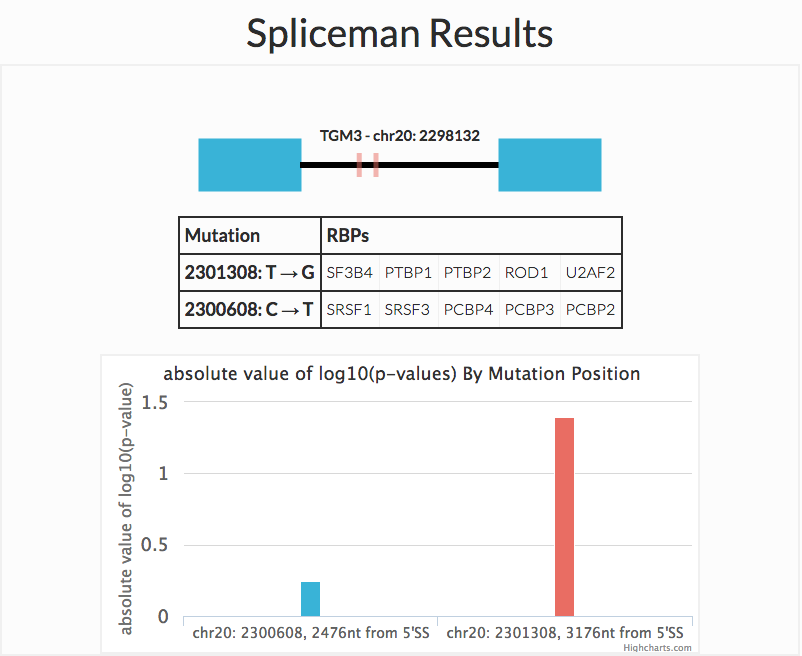 Spliceman Results
TGM3 - chr20: 2298132
Mutation RBPs
2301308: T → G SF3B4 PTBP1 PTBP2 ROD1 U2AF2
2300608: C → T SRSF1 SRSF3 PCBP4 PCBP3 PCBP2
absolute value of log10(p-values) By Mutation Position
absolute value of log10(p-value)
1.5
1
0.5
0
chr20: 2300608, 2476nt from 5'SS chr20: 2301308, 3176nt from 5'SS
Highcharts.com